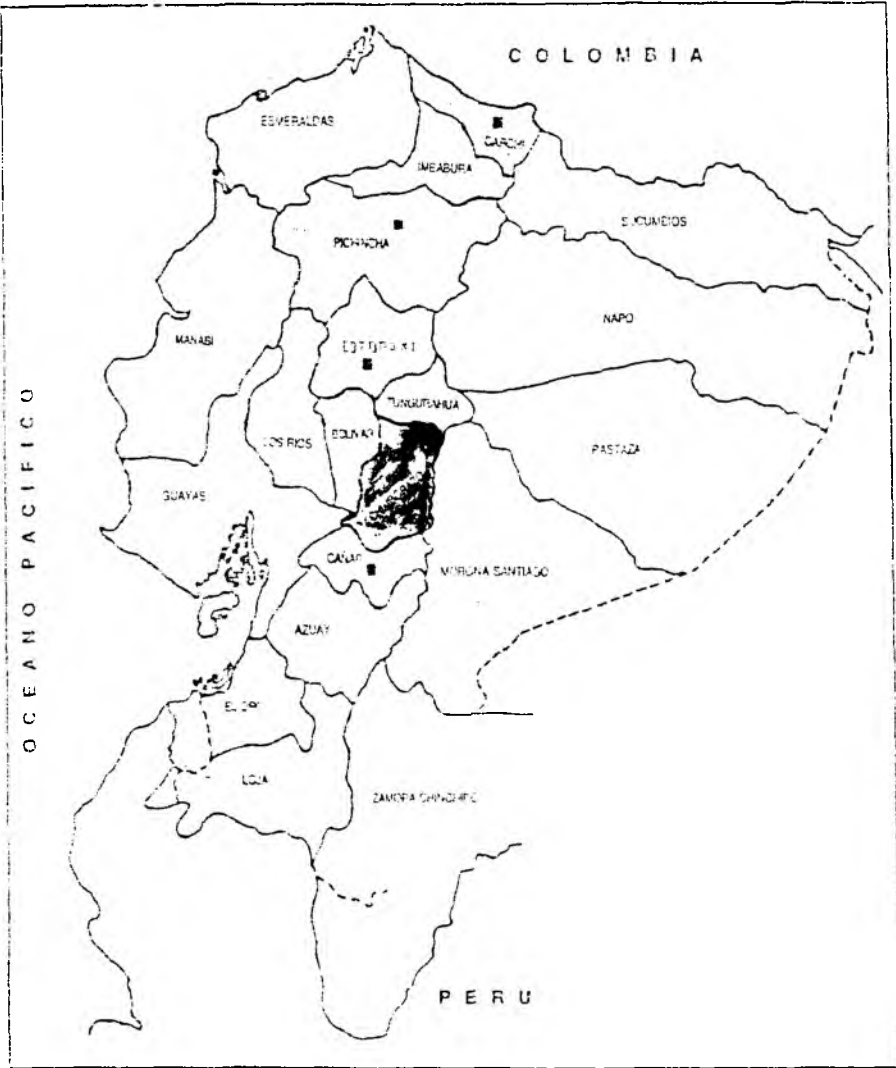 COLOMBIA
ESMERALDAS
CARCHI
IMBABURA
SUCUMBIOS
PICHINCHA
NAPO
MANABI
COTOPAXI
TUNGURAHUA
LOS RIOS
BOLIVAR
PASTAZA
GUAYAS
OCEANO PACIFICO
CAÑAR
MORONA SANTIAGO
AZUAY
EL ORO
LOJA
ZAMORA CHINCHIPE
PERU